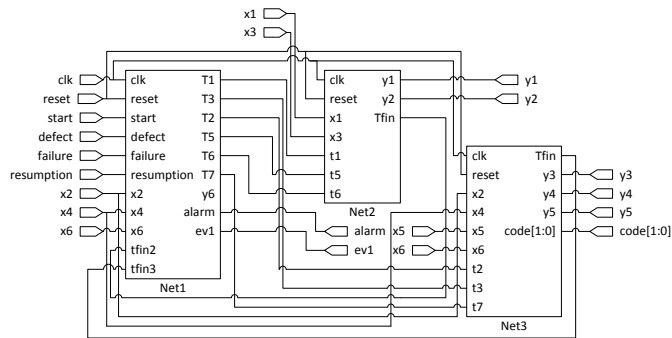 x1
x3
clk
reset
start
defect
failure
resumption
x2
x4
x6
clk
reset
start
defect
failure
resumption
x2
x4
x6
tfin2
tfin3
T1
T3
T2
T5
T6
T7
y6
alarm
ev1
Net1
clk
reset
x1
x3
t1
t5
t6
y1
y2
Tfin
Net2
y1
y2
alarm
ev1
x5
x6
clk
reset
x2
x4
x5
x6
t2
t3
t7
Tfin
y3
y4
y5
code[1:0]
Net3
y3
y4
y5
code[1:0]